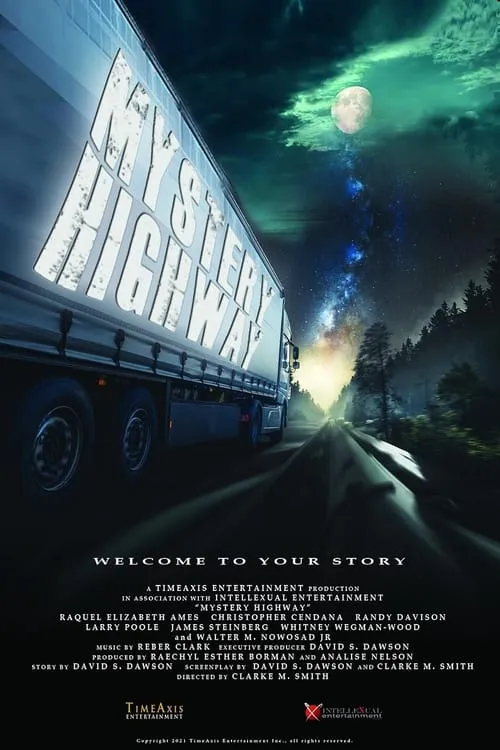 MYSTERY
HIGHWAY
WELCOME TO YOUR STORY
A TIMEAXIS ENTERTAINMENT PRODUCTION
IN ASSOCIATION WITH INTELLEXUAL ENTERTAINMENT
"MYSTERY HIGHWAY"
RAQUEL ELIZABETH AMES CHRISTOPHER CENDANA RANDY DAVISON
LARRY POOLE JAMES STEINBERG WHITNEY WEGMAN-WOOD
and WALTER M. NOWOSAD JR
MUSIC BY REBER CLARK EXECUTIVE PRODUCER DAVID S. DAWSON
PRODUCED BY RAECHYL ESTHER BORMAN AND ANALISE NELSON
STORY BY DAVID S. DAWSON SCREENPLAY BY DAVID S. DAWSON AND CLARKE M. SMITH
DIRECTED BY CLARKE M. SMITH
TIMEAXIS
ENTERTAINMENT
INTELLEXUAL
entertainment
Copyright 2021 TimeAxis Entertainment Inc., all rights reserved.